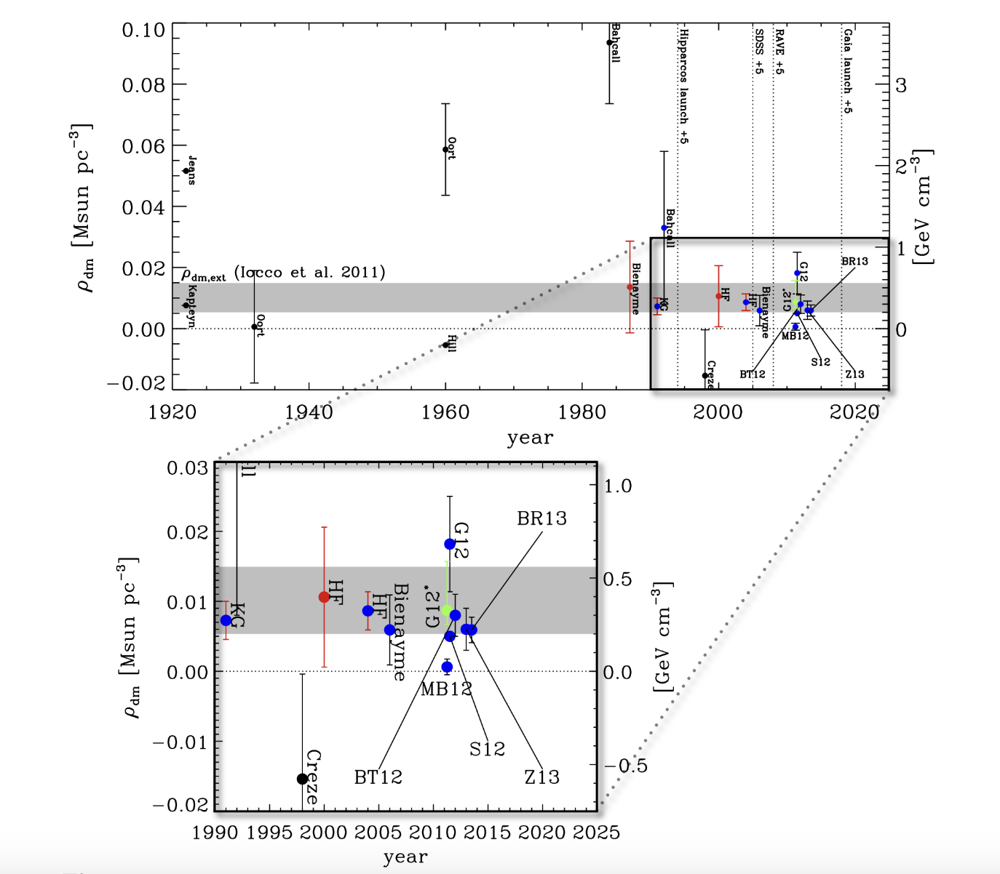 0.10
0.08
0.06
0.04
0.02
0.00
−0.02
ρdm [Msun pc−3]
3
2
1
0
[GeV cm−3]
1920
1940
1960
1980
2000
2020
year
Jeans
Kapteyn
ρdm,ext (Iocco et al. 2011)
Oort
Oort
Hill
Bahcall
Bienayme
KG
Bahcall
Hipparcos launch +5
SDSS +5
RAVE +5
Gaia launch +5
Creze
HF
HF
Bienayme
G12
G12*
MB12
BT12
S12
Z13
BR13
0.03
0.02
0.01
0.00
−0.01
−0.02
ρdm [Msun pc−3]
1.0
0.5
0.0
−0.5
[GeV cm−3]
1990 1995 2000 2005 2010 2015 2020 2025
year
ll
KG
HF
HF
Bienayme
G12
G12*
BR13
MB12
S12
BT12
Z13
Creze